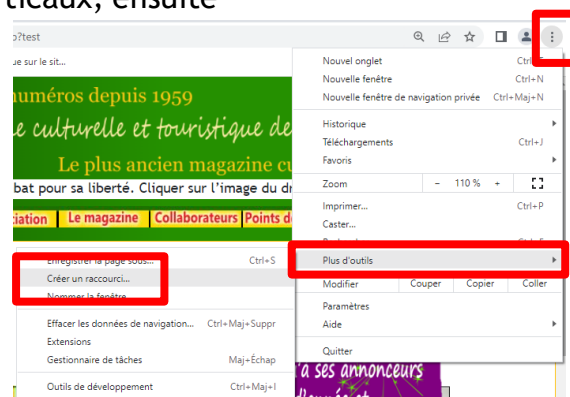 ticaux, ensuite
p?test
ue sur le sit...
numéros depuis 1959
e culturelle et touristique de
Le plus ancien magazine cu
bat pour sa liberté. Cliquer sur l'image du dr
iation Le magazine Collaborateurs Points d
Nouvel onglet
Nouvelle fenêtre Ctrl+N
Nouvelle fenêtre de navigation privée Ctrl+Maj+N
Historique
Téléchargements Ctrl+J
Favoris
Zoom - 110 % +
Imprimer... Ctrl+P
Caster...
Plus d'outils
Modifier Couper Copier Coller
Paramètres
Aide
Quitter
Enregistrer la page sous... Ctrl+S
Créer un raccourci...
Nommer la fenêtre
Effacer les données de navigation... Ctrl+Maj+Suppr
Extensions
Gestionnaire de tâches Maj+Échap
Outils de développement Ctrl+Maj+I
a ses annonceurs